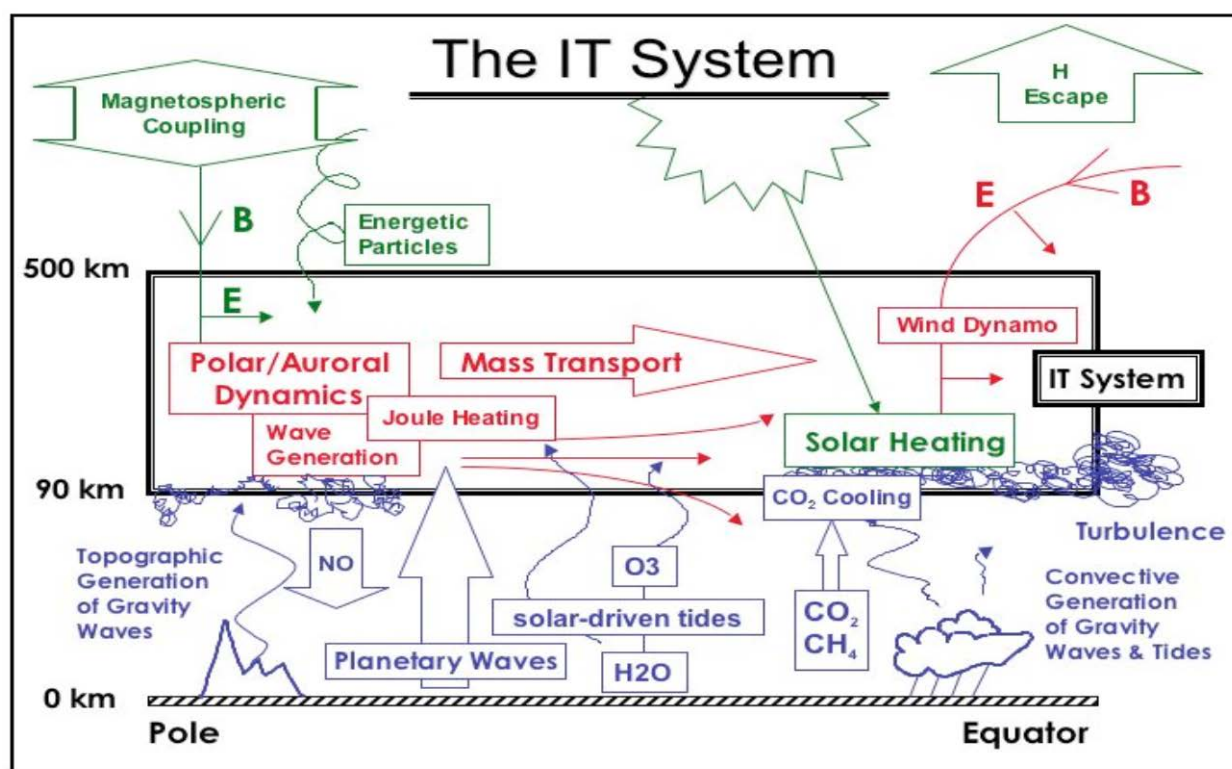 The IT System
Magnetospheric
Coupling
H
Escape
B
Energetic
Particles
E
B
500 km
E
Wind Dynamo
Polar/Auroral
Dynamics
Mass Transport
IT System
Joule Heating
Wave
Generation
Solar Heating
90 km
CO₂ Cooling
Turbulence
Topographic
Generation
of Gravity
Waves
NO
O3
solar-driven tides
H2O
Planetary Waves
CO₂
CH₄
Convective
Generation
of Gravity
Waves & Tides
0 km
Pole
Equator